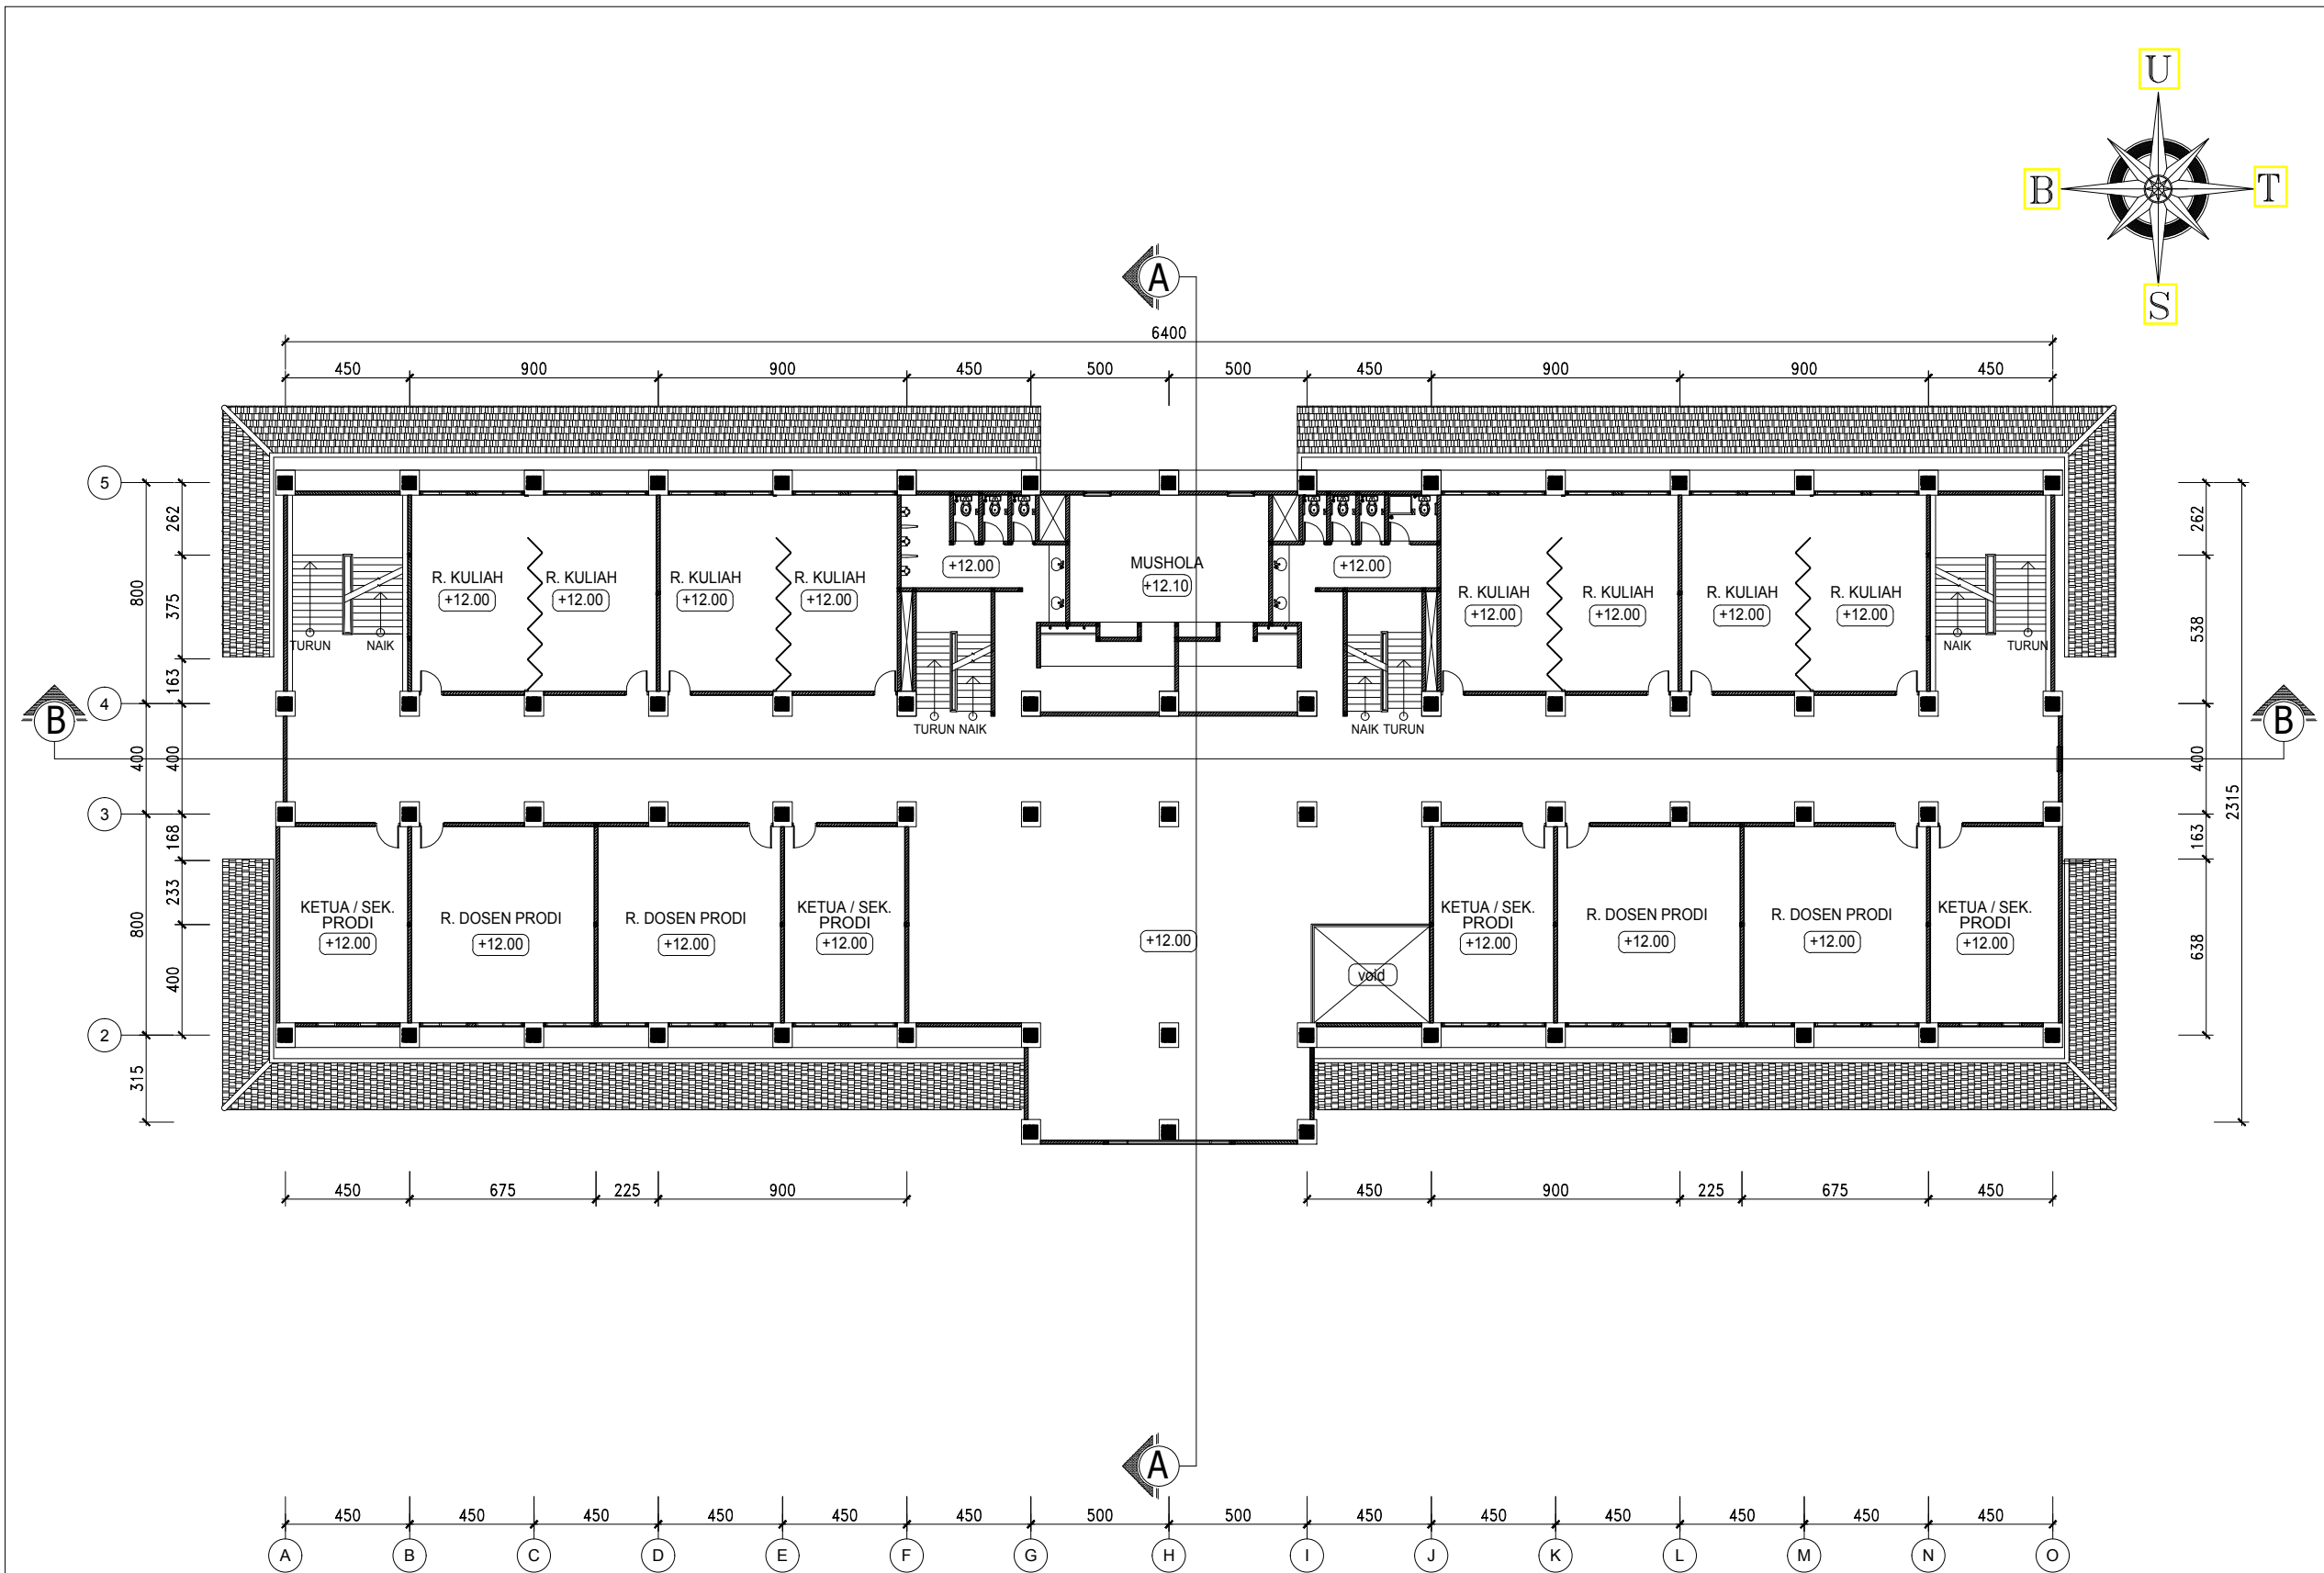 U
B
T
S
A
6400
450 900 900 450 500 500 450 900 900 450
5
262
262
800
375
538
R. KULIAH
+12.00
R. KULIAH
+12.00
R. KULIAH
+12.00
R. KULIAH
+12.00
+12.00
MUSHOLA
+12.10
+12.00
R. KULIAH
+12.00
R. KULIAH
+12.00
R. KULIAH
+12.00
R. KULIAH
+12.00
TURUN NAIK
NAIK TURUN
163
4
TURUN NAIK
NAIK TURUN
B
B
400
400
400
2315
3
168
163
233
800
638
400
KETUA / SEK.
PRODI
+12.00
R. DOSEN PRODI
+12.00
R. DOSEN PRODI
+12.00
KETUA / SEK.
PRODI
+12.00
+12.00
void
KETUA / SEK.
PRODI
+12.00
R. DOSEN PRODI
+12.00
R. DOSEN PRODI
+12.00
KETUA / SEK.
PRODI
+12.00
2
315
450 675 225 900 450 900 225 675 450
A
450 450 450 450 450 450 500 500 450 450 450 450 450 450
A B C D E F G H I J K L M N O